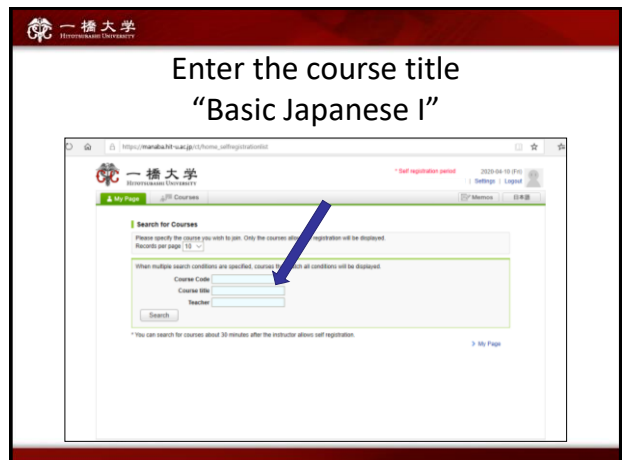 一橋大学
HITOTSUBASHI UNIVERSITY
Enter the course title
“Basic Japanese I”
https://manaba.hit-u.ac.jp/ct/home_selfregistrationlist
一橋大学
HITOTSUBASHI UNIVERSITY
* Self registration period
2020-04-10 (Fri)
| Settings | Logout
My Page
Courses
Memos
日本語
Search for Courses
Please specify the course you wish to join. Only the courses allo registration will be displayed.
Records per page 10
When multiple search conditions are specified, courses th tch all conditions will be displayed.
Course Code
Course title
Teacher
Search
* You can search for courses about 30 minutes after the instructor allows self registration.
My Page